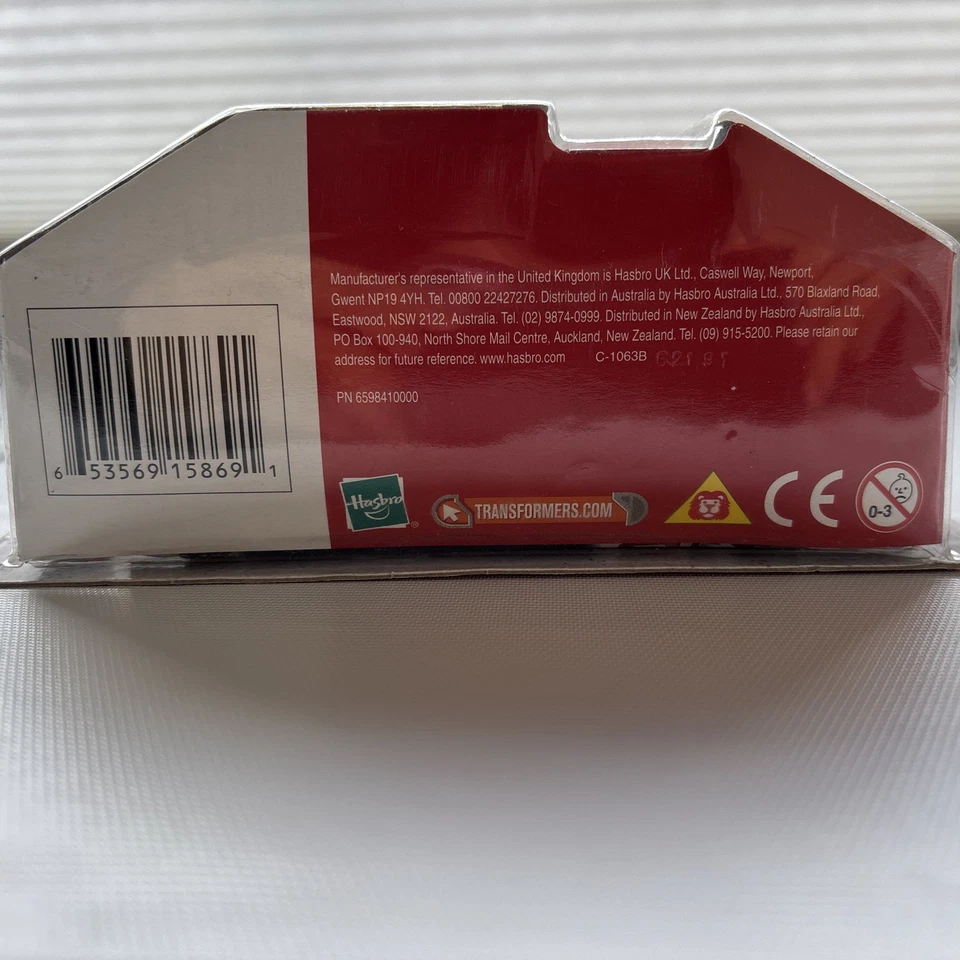 Manufacturer's representative in the United Kingdom is Hasbro UK Ltd., Caswell Way, Newport,
Gwent NP19 4YH. Tel. 00800 22427276. Distributed in Australia by Hasbro Australia Ltd., 570 Blaxland Road,
Eastwood, NSW 2122, Australia. Tel. (02) 9874-0999. Distributed in New Zealand by Hasbro Australia Ltd.,
PO Box 100-940, North Shore Mail Centre, Auckland, New Zealand. Tel. (09) 915-5200. Please retain our
address for future reference. www.hasbro.com C-1063B
PN 6598410000
6 53569 15869 1
Hasbro ®
TRANSFORMERS.COM
CE
0-3